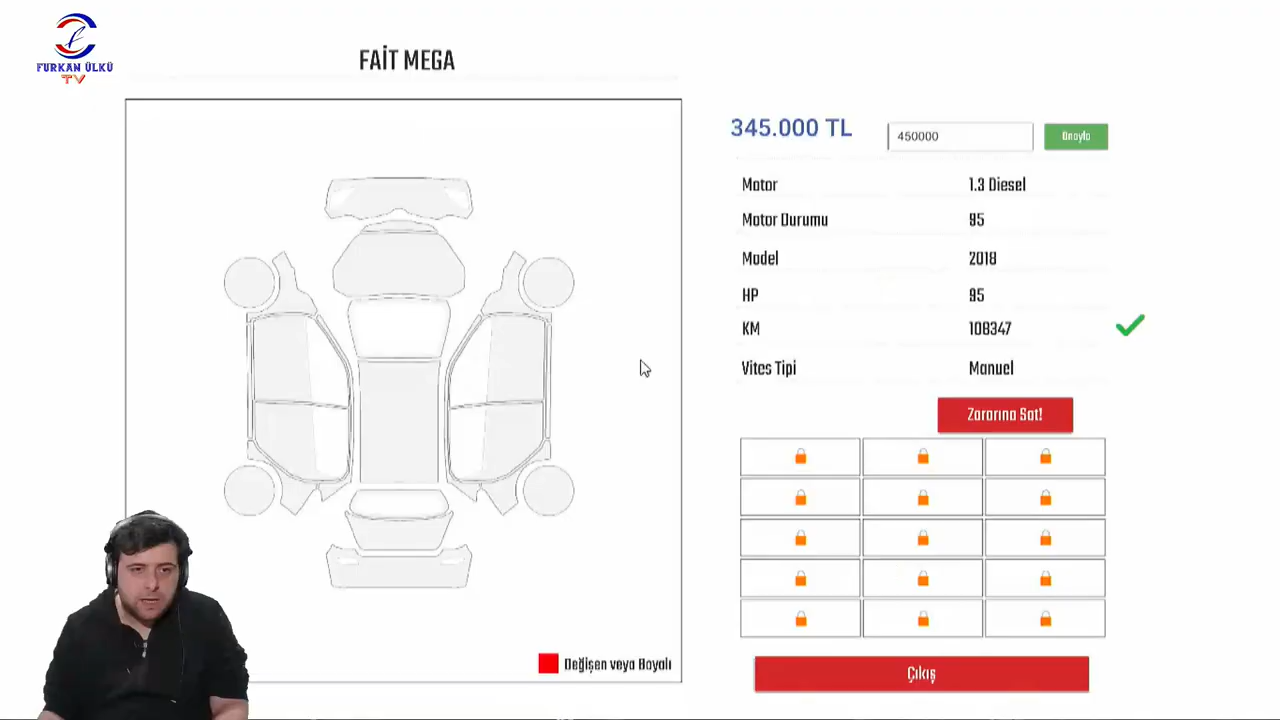 FURKAN ÜLKÜ
TV
FAİT MEGA
345.000 TL
450000
Onayla
Motor 1.3 Diesel
Motor Durumu 95
Model 2018
HP 95
KM 108347
Vites Tipi Manuel
Zararına Sat!
Değişen veya Boyalı
Çıkış